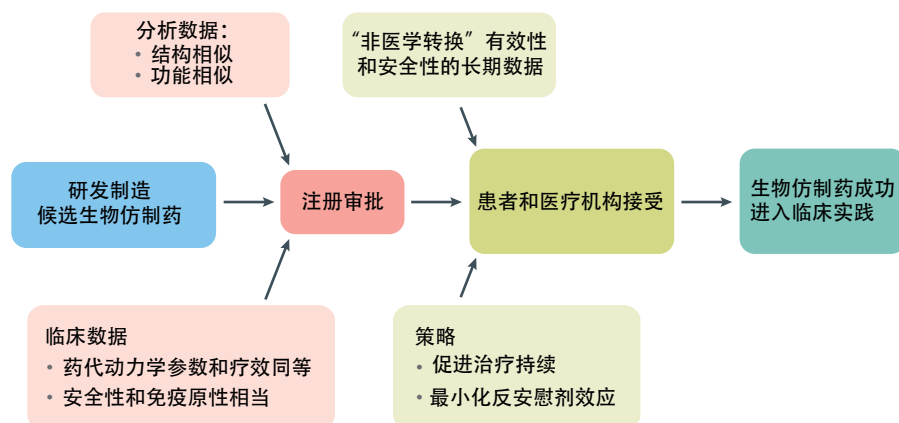 分析数据：
• 结构相似
• 功能相似
“非医学转换”有效性
和安全性的长期数据
研发制造
候选生物仿制药
注册审批
患者和医疗机构接受
生物仿制药成功
进入临床实践
临床数据
• 药代动力学参数和疗效同等
• 安全性和免疫原性相当
策略
• 促进治疗持续
• 最小化反安慰剂效应